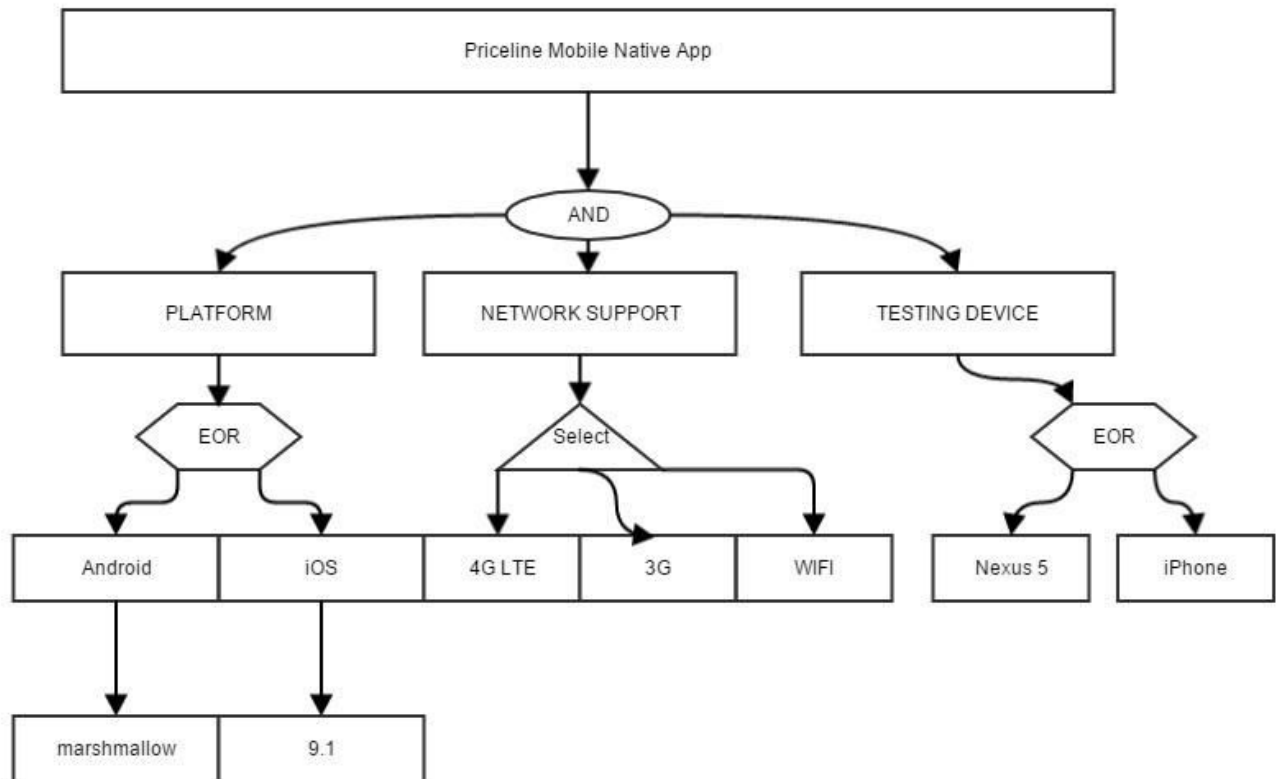 Priceline Mobile Native App
AND
PLATFORM
NETWORK SUPPORT
TESTING DEVICE
EOR
Select
EOR
Android
iOS
4G LTE
3G
WIFI
Nexus 5
iPhone
marshmallow
9.1